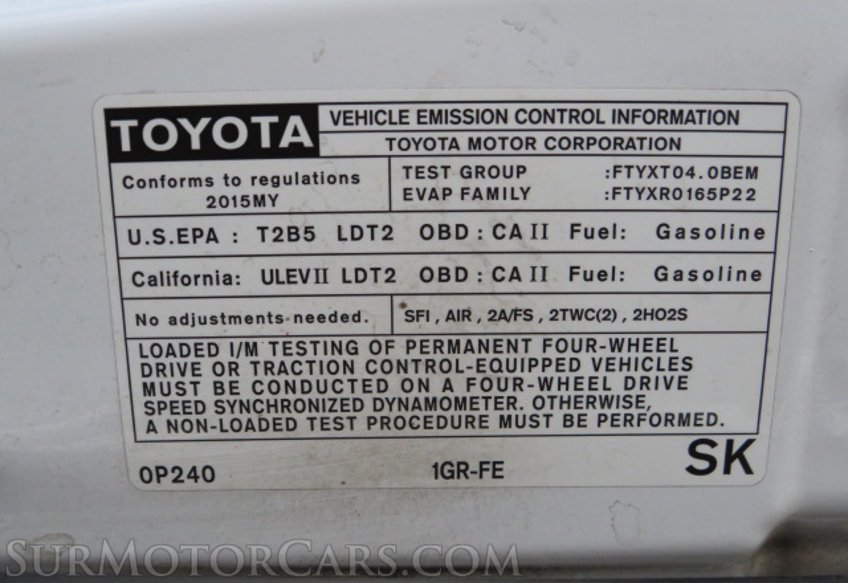 TOYOTA
VEHICLE EMISSION CONTROL INFORMATION
TOYOTA MOTOR CORPORATION
Conforms to regulations
2015MY
TEST GROUP :FTYXT04.0BEM
EVAP FAMILY :FTYXR0165P22
U.S.EPA : T2B5 LDT2 OBD : CA II Fuel: Gasoline
California: ULEV II LDT2 OBD : CA II Fuel: Gasoline
No adjustments needed.
SFI , AIR , 2A/FS , 2TWC(2) , 2HO2S
LOADED I/M TESTING OF PERMANENT FOUR-WHEEL
DRIVE OR TRACTION CONTROL-EQUIPPED VEHICLES
MUST BE CONDUCTED ON A FOUR-WHEEL DRIVE
SPEED SYNCHRONIZED DYNAMOMETER. OTHERWISE,
A NON-LOADED TEST PROCEDURE MUST BE PERFORMED.
0P240 1GR-FE SK
SurMotorCars.com